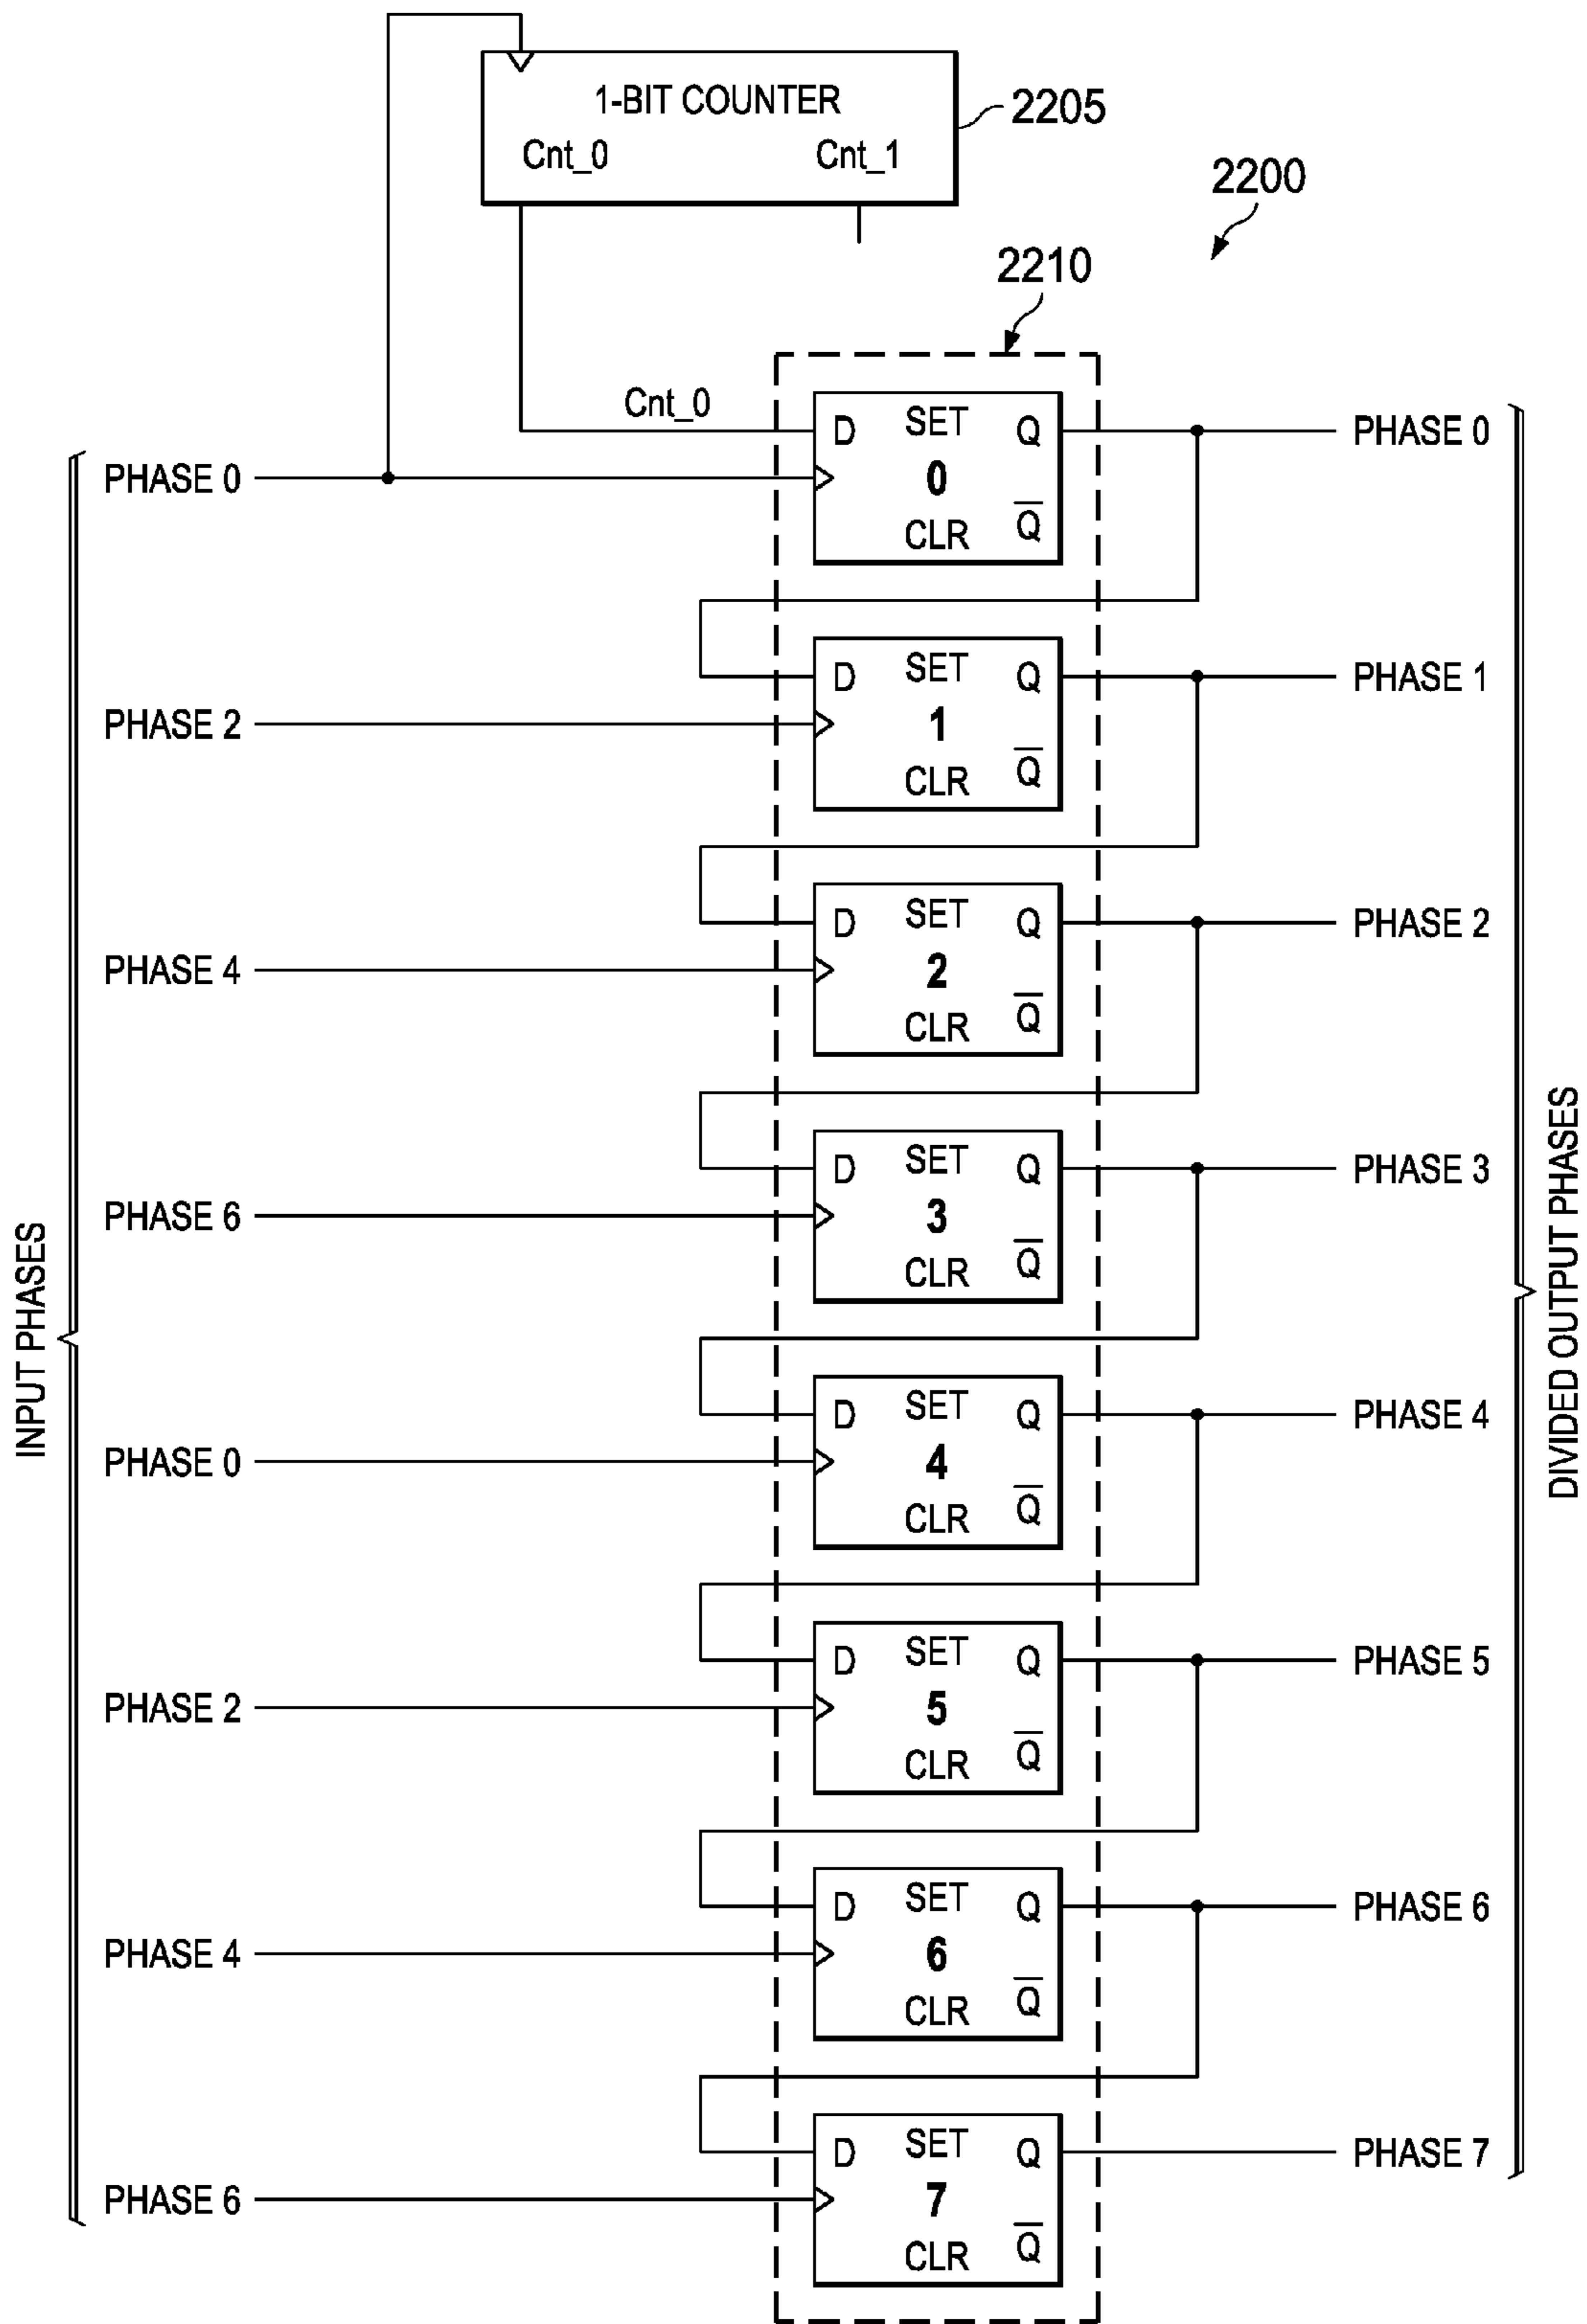 1-BIT COUNTER
Cnt_0 Cnt_1
2205
2200
2210
Cnt_0
INPUT PHASES
DIVIDED OUTPUT PHASES
D SET Q PHASE 0
PHASE 0 0
CLR Q
D SET Q PHASE 1
PHASE 2 1
CLR Q
D SET Q PHASE 2
PHASE 4 2
CLR Q
D SET Q PHASE 3
PHASE 6 3
CLR Q
D SET Q PHASE 4
PHASE 0 4
CLR Q
D SET Q PHASE 5
PHASE 2 5
CLR Q
D SET Q PHASE 6
PHASE 4 6
CLR Q
D SET Q PHASE 7
PHASE 6 7
CLR Q